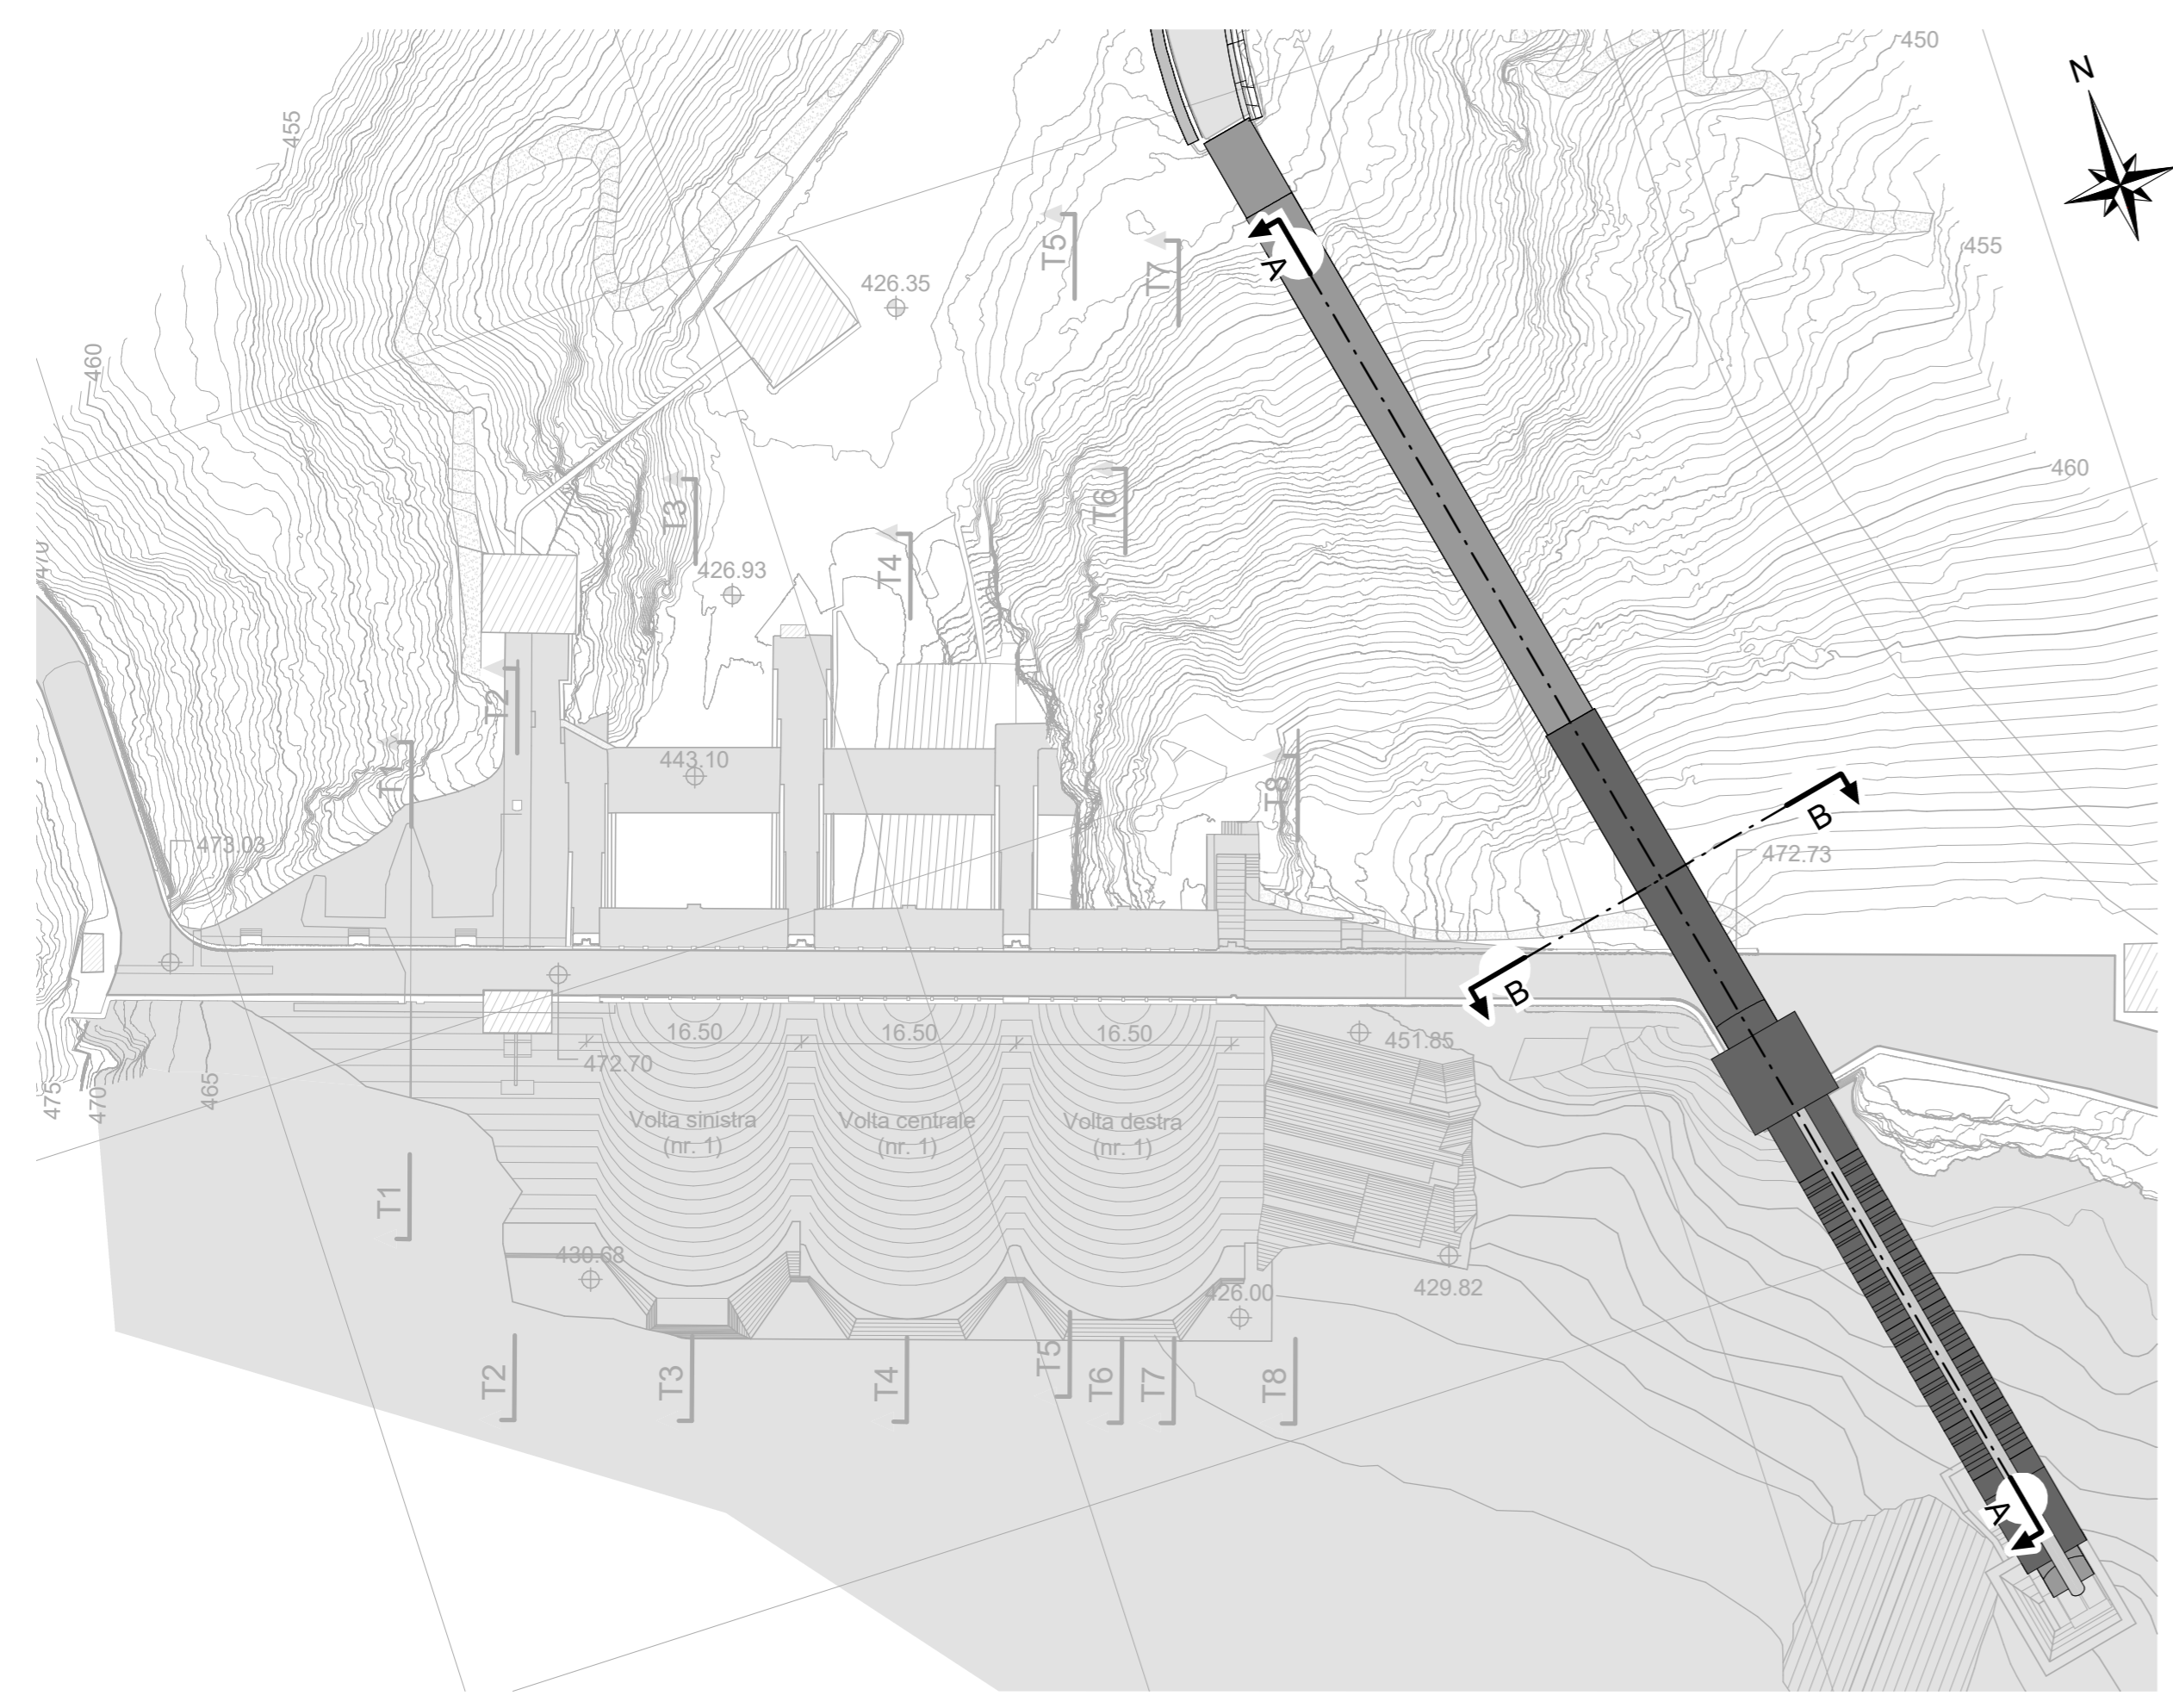 450
N
455
T5
T7
A
455
426.35
460
460
T3
T6
T4
426.93
470
T2
443.10
T1
T8
B
473.03
472.73
B
16.50
16.50
16.50
451.85
472.70
475
470
465
Volta sinistra
(nr. 1)
Volta centrale
(nr. 1)
Volta destra
(nr. 1)
T1
430.68
426.00
429.82
T2
T3
T4
T5
T6
T7
T8
A